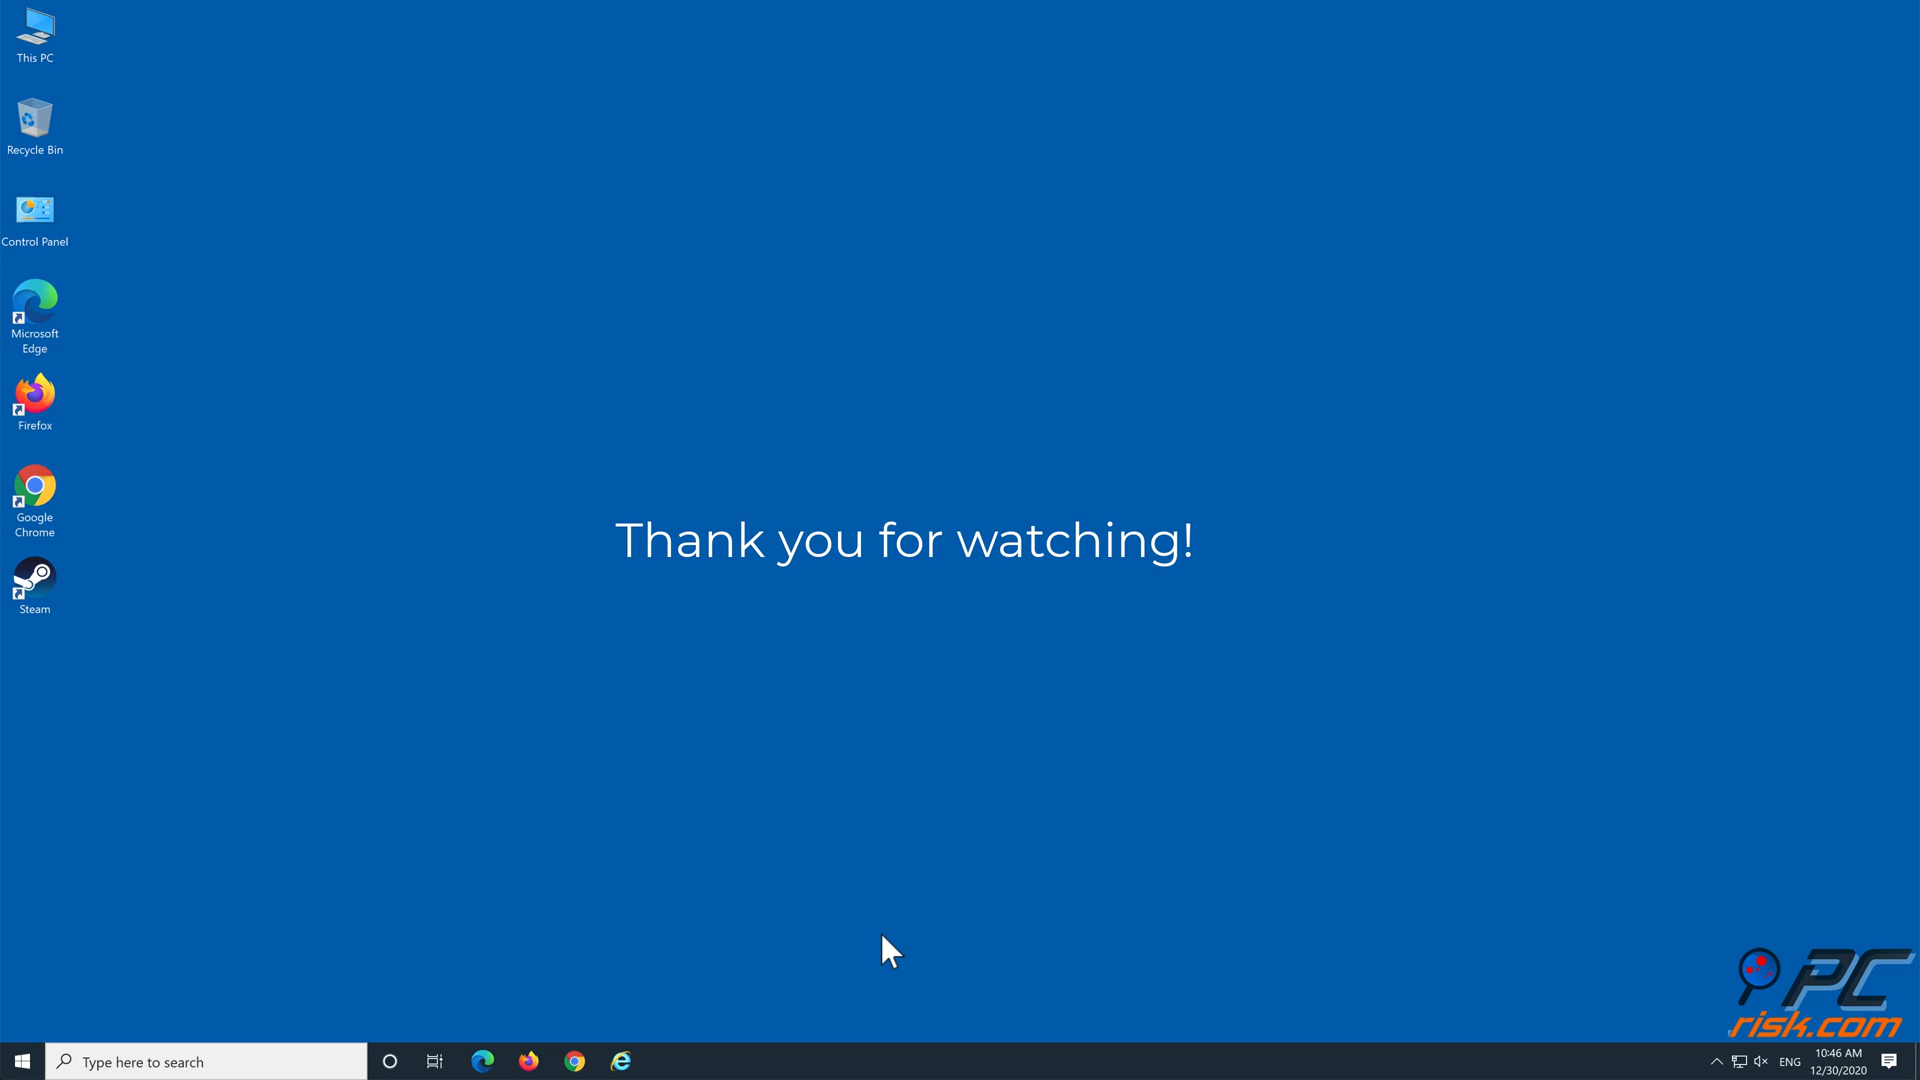 This PC
Recycle Bin
Control Panel
Microsoft
Edge
Firefox
Google
Chrome
Steam
Thank you for watching!
PC
risk.com
Type here to search
ENG
10:46 AM
12/30/2020